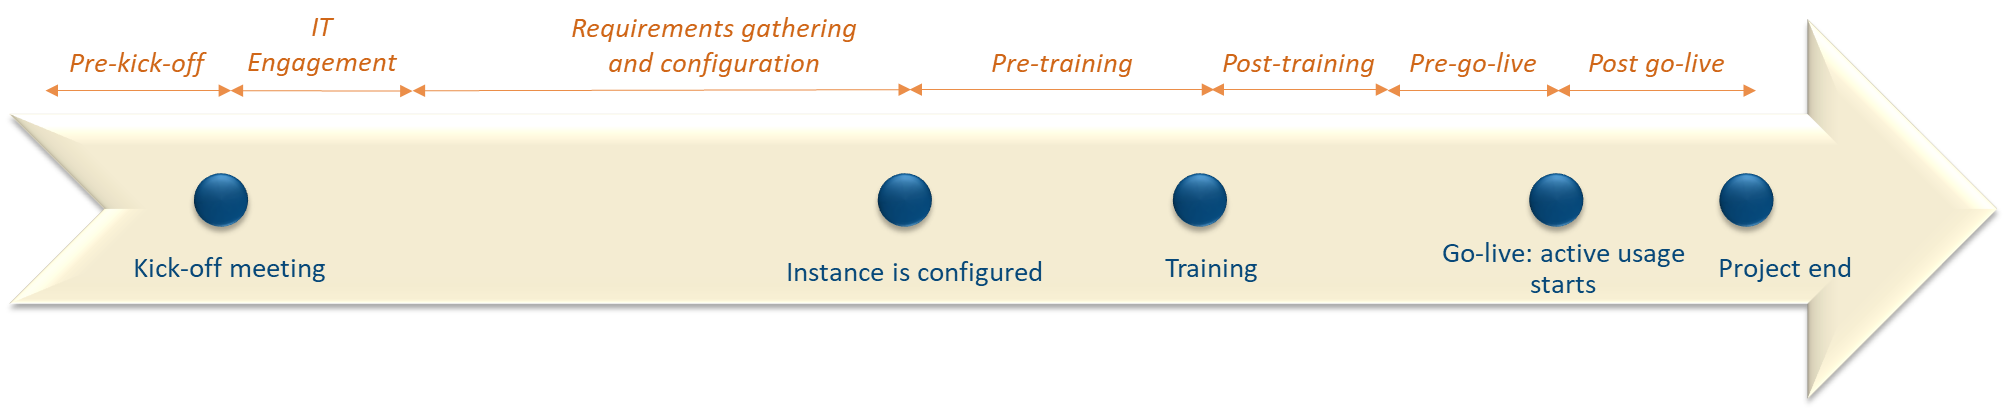 Pre-kick-off
IT
Engagement
Requirements gathering
and configuration
Pre-training
Post-training
Pre-go-live
Post go-live
Kick-off meeting
Instance is configured
Training
Go-live: active usage
starts
Project end